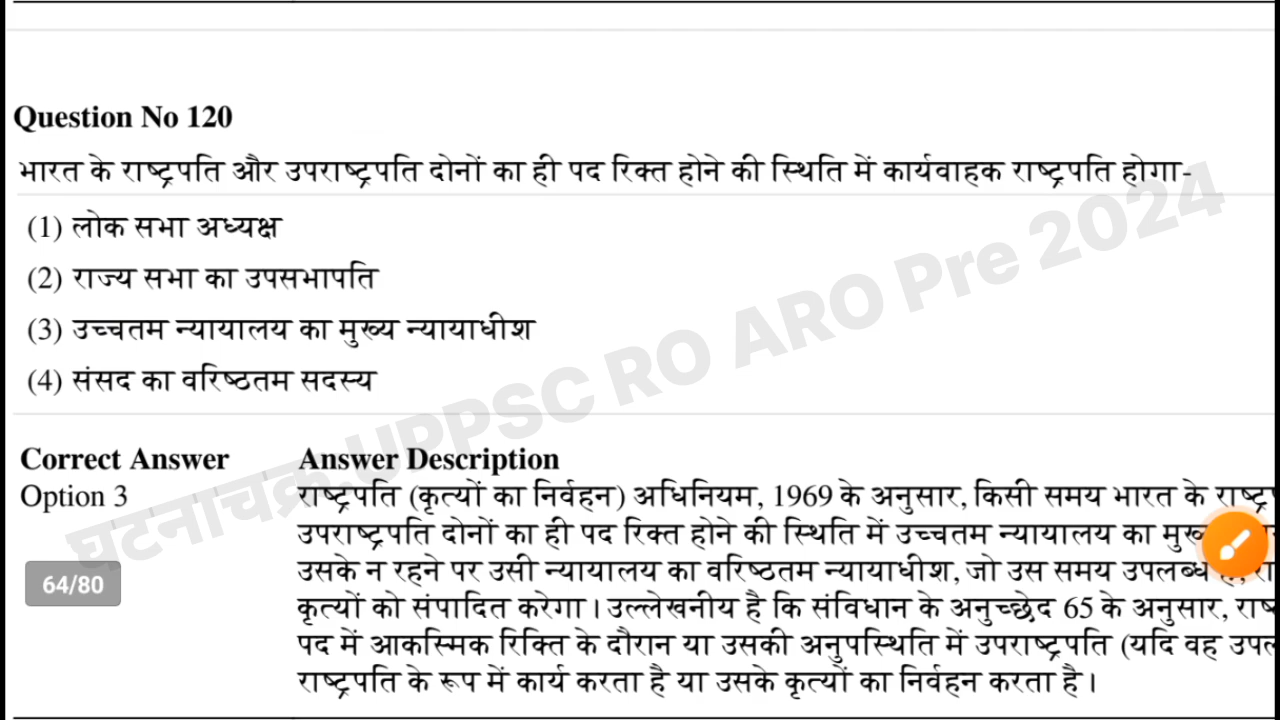 Question No 120
भारत के राष्ट्रपति और उपराष्ट्रपति दोनों का ही पद रिक्त होने की स्थिति में कार्यवाहक राष्ट्रपति होगा-
(1) लोक सभा अध्यक्ष
(2) राज्य सभा का उपसभापति
(3) उच्चतम न्यायालय का मुख्य न्यायाधीश
(4) संसद का वरिष्ठतम सदस्य
घटनाचक्र.UPPSC RO ARO Pre 2024
Correct Answer Answer Description
Option 3 राष्ट्रपति (कृत्यों का निर्वहन) अधिनियम, 1969 के अनुसार, किसी समय भारत के
उपराष्ट्रपति दोनों का ही पद रिक्त होने की स्थिति में उच्चतम न्यायालय का
उसके न रहने पर उसी न्यायालय का वरिष्ठतम न्यायाधीश, जो उस समय उपलब्ध
कृत्यों को संपादित करेगा। उल्लेखनीय है कि संविधान के अनुच्छेद 65 के अनुसार,
पद में आकस्मिक रिक्ति के दौरान या उसकी अनुपस्थिति में उपराष्ट्रपति (यदि वह
राष्ट्रपति के रूप में कार्य करता है या उसके कृत्यों का निर्वहन करता है।
64/80